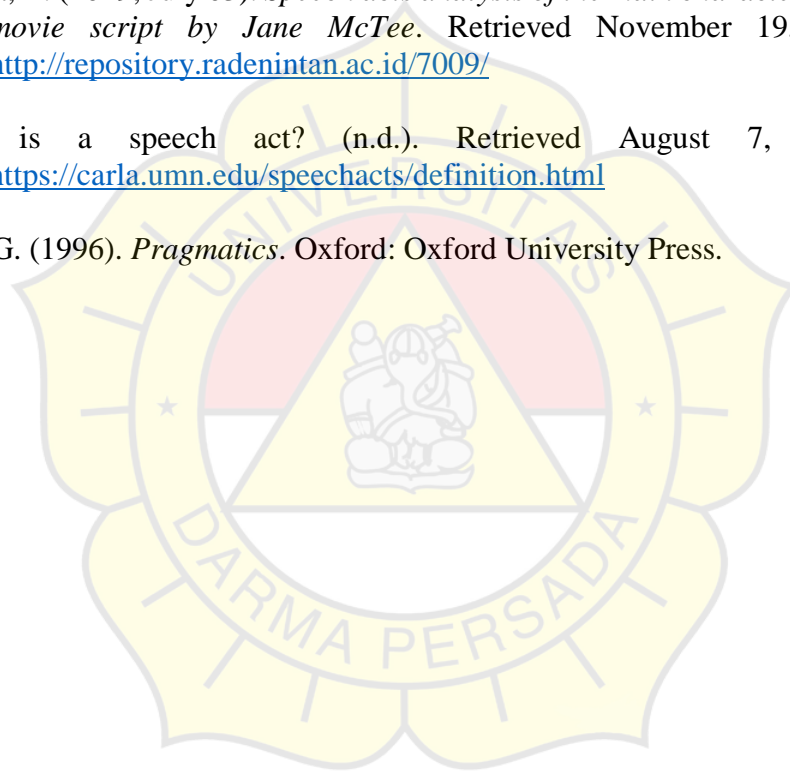 movie script by Jane McTee. Retrieved November 19,
http://repository.radenintan.ac.id/7009/
is a speech act? (n.d.). Retrieved August 7,
https://carla.umn.edu/speechacts/definition.html
G. (1996). Pragmatics. Oxford: Oxford University Press.
UNIVERSITAS
DARMA PERSADA